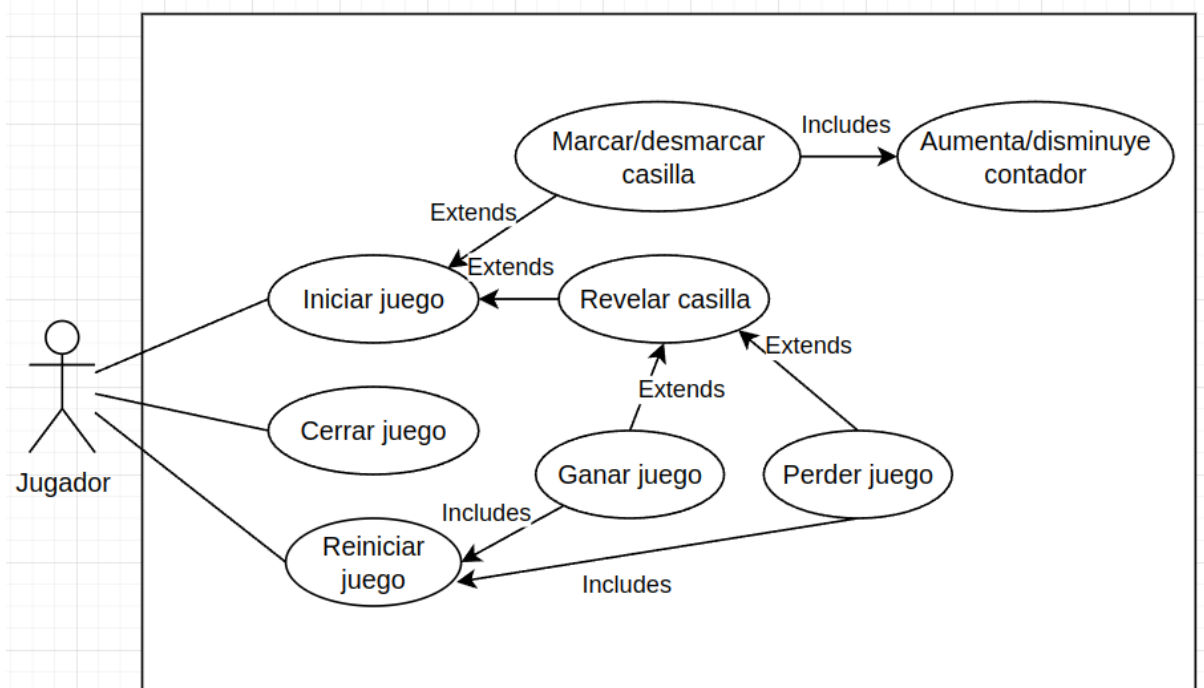 Marcar/desmarcar
casilla
Includes
Aumenta/disminuye
contador
Extends
Iniciar juego
Extends
Revelar casilla
Extends
Extends
Cerrar juego
Jugador
Ganar juego
Perder juego
Includes
Reiniciar
juego
Includes